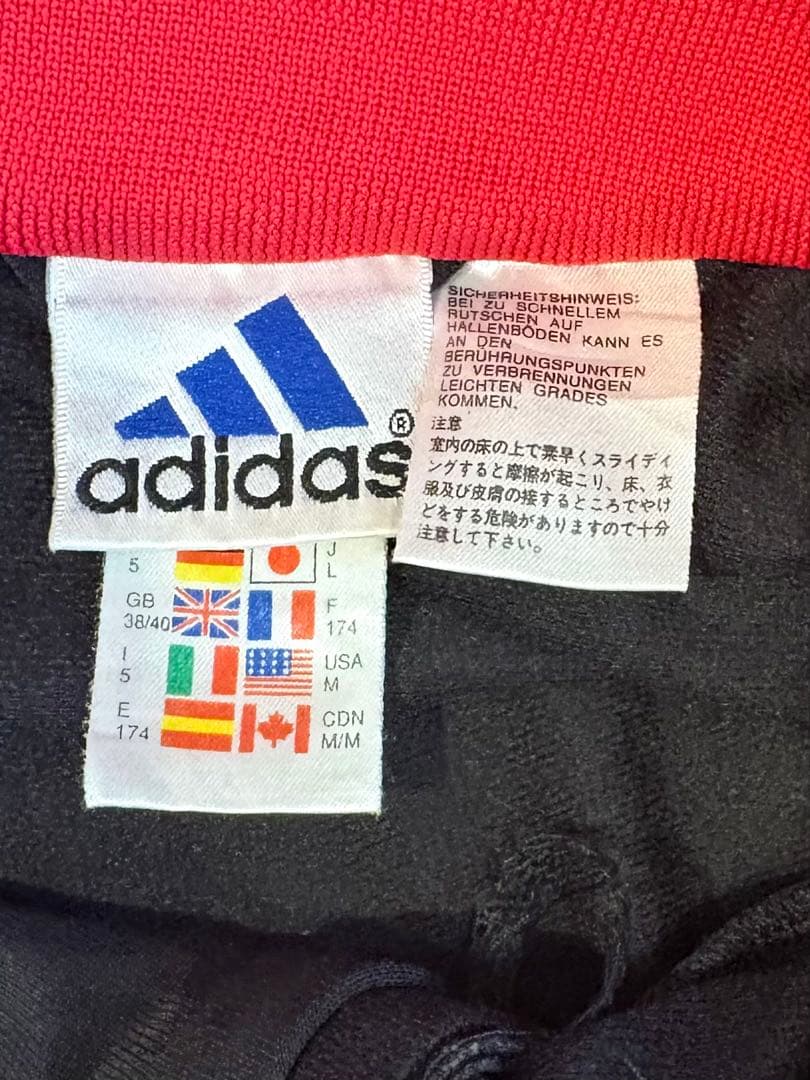 adidas®
SICHERHEITSHINWEIS:
BEI ZU SCHNELLEM
RUTSCHEN AUF
HALLENBÖDEN KANN ES
AN DEN
BERÜHRUNGSPUNKTEN
ZU VERBRENNUNGEN
LEICHTEN GRADES
KOMMEN.
注意
室内の床の上で素早くスライディ
ングすると摩擦が起こり、床、衣
服及び皮膚の接するところでやけ
どをする危険がありますので十分
注意して下さい。
5
J
L
GB
38/40
F
174
I
5
USA
M
E
174
CDN
M/M